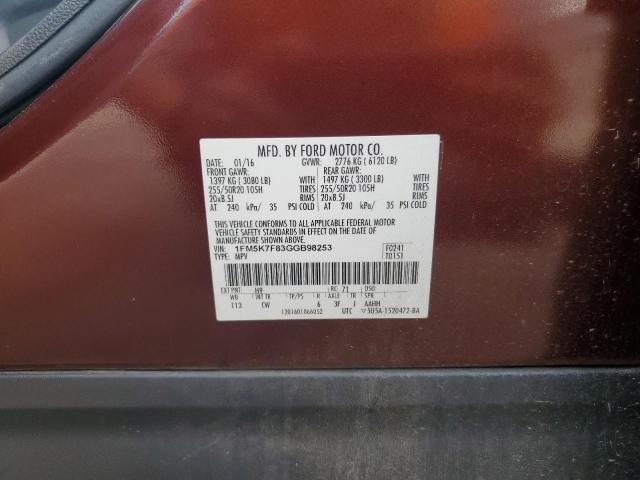 MFD. BY FORD MOTOR CO.
DATE: 01/16 GVWR: 2776 KG ( 6120 LB)
FRONT GAWR: REAR GAWR:
1397 KG ( 3080 LB) WITH 1497 KG ( 3300 LB) WITH
255/50R20 105H TIRES 255/50R20 105H TIRES
20x8.5J RIMS 20x8.5J RIMS
AT 240 kPa/ 35 PSI COLD AT 240 kPa/ 35 PSI COLD
THIS VEHICLE CONFORMS TO ALL APPLICABLE FEDERAL MOTOR
VEHICLE SAFETY STANDARDS IN EFFECT ON THE DATE OF
MANUFACTURE SHOWN ABOVE.
VIN: 1FM5K7F83GGB98253 F0241
TYPE: MPV T0151
EXT PNT: H9 RC: 71 DSO:
WB INT TR TP/PS R AXLE TR SPR
113 CW 6 3F J AAHH
1201601066052 UTC ▽5U5A-1520472-BA